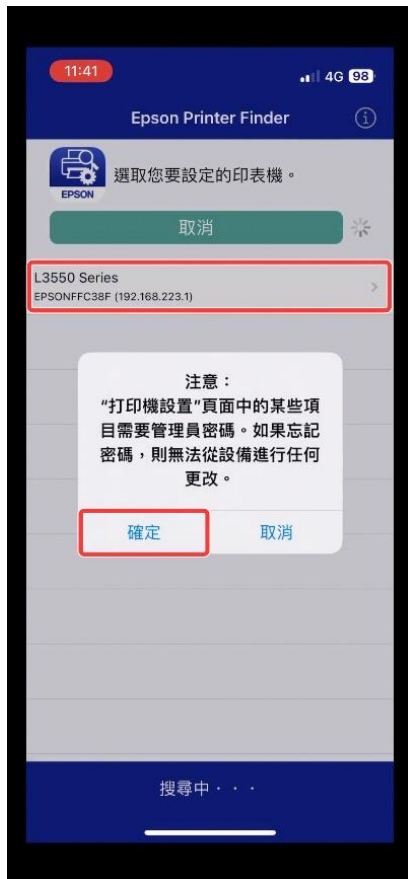 11:41
4G 98
Epson Printer Finder
EPSON
選取您要設定的印表機。
取消
L3550 Series
EPSONFFC38F (192.168.223.1)
注意：
“打印機設置”頁面中的某些項
目需要管理員密碼。如果忘記
密碼，則無法從設備進行任何
更改。
確定 取消
搜尋中・・・